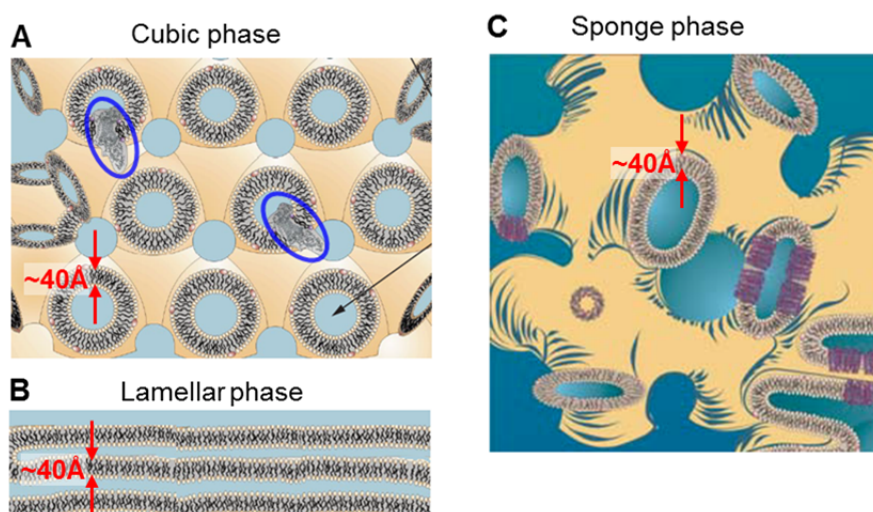 A
Cubic phase
~40Å
B
Lamellar phase
~40Å
C
Sponge phase
~40Å